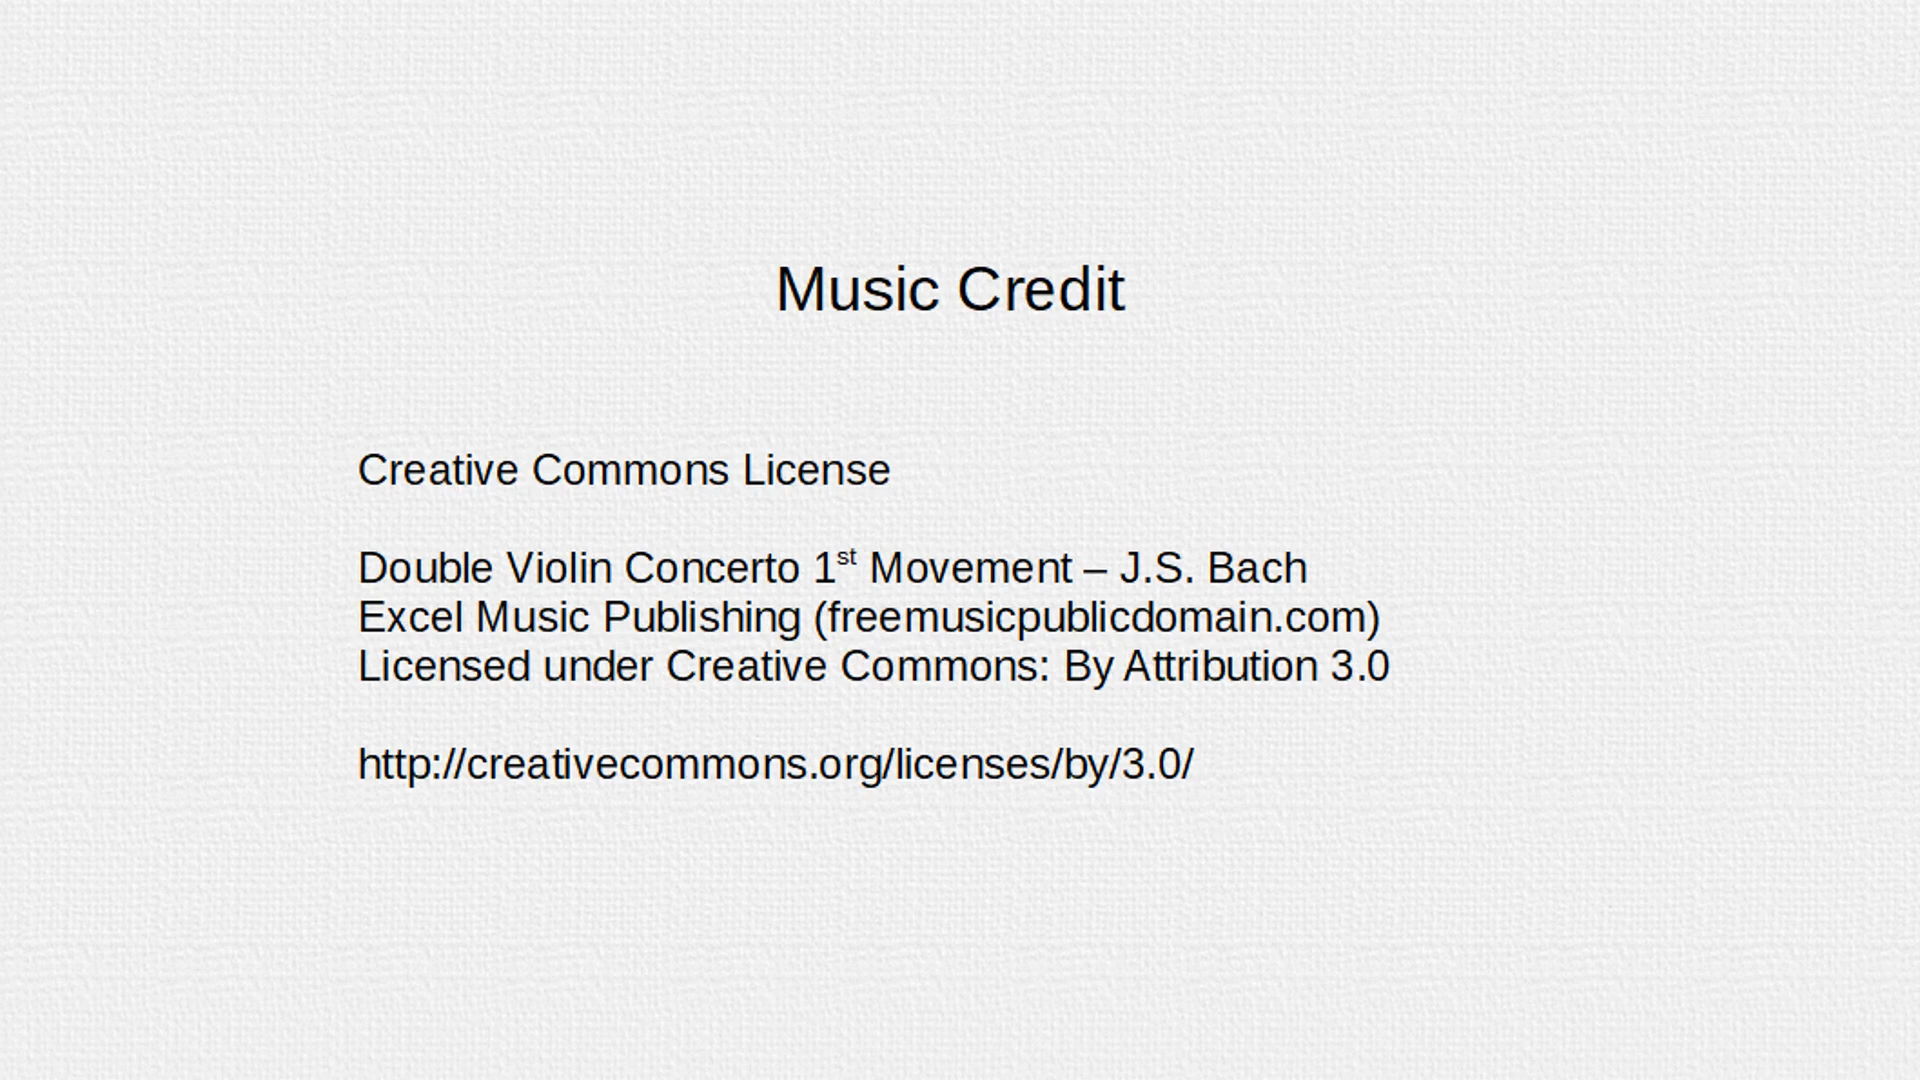 Music Credit
Creative Commons License
Double Violin Concerto 1st Movement – J.S. Bach
Excel Music Publishing (freemusicpublicdomain.com)
Licensed under Creative Commons: By Attribution 3.0
http://creativecommons.org/licenses/by/3.0/